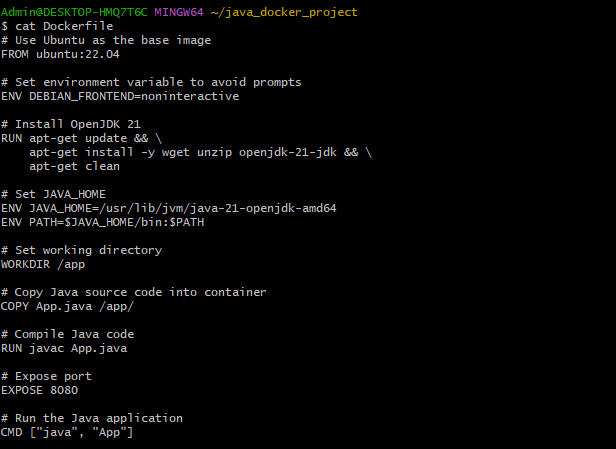 Admin@DESKTOP-HMQ7T6C MINGW64 ~/java_docker_project
$ cat Dockerfile
# Use Ubuntu as the base image
FROM ubuntu:22.04

# Set environment variable to avoid prompts
ENV DEBIAN_FRONTEND=noninteractive

# Install OpenJDK 21
RUN apt-get update && \
    apt-get install -y wget unzip openjdk-21-jdk && \
    apt-get clean

# Set JAVA_HOME
ENV JAVA_HOME=/usr/lib/jvm/java-21-openjdk-amd64
ENV PATH=$JAVA_HOME/bin:$PATH

# Set working directory
WORKDIR /app

# Copy Java source code into container
COPY App.java /app/

# Compile Java code
RUN javac App.java

# Expose port
EXPOSE 8080

# Run the Java application
CMD ["java", "App"]